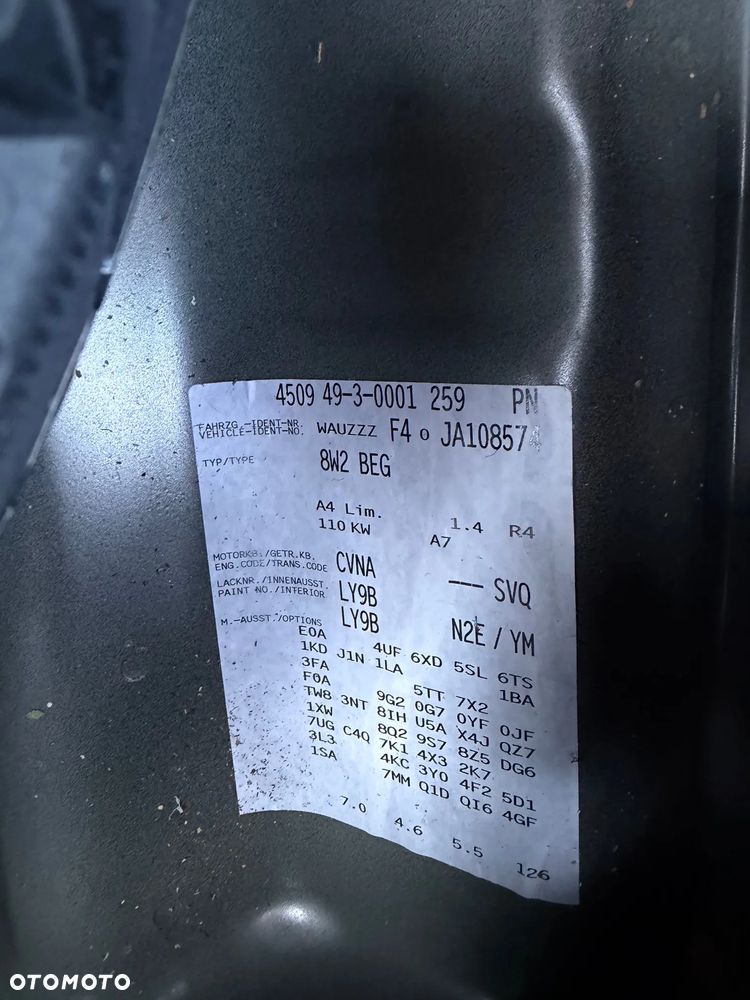 4509 49-3-0001 259 PN
FAHRZG.-IDENT-NR.
VEHICLE-IDENT-NO. WAUZZZ F4 0 JA108574
TYP/TYPE 8W2 BEG
A4 Lim. 1.4 R4
110 KW A7
MOTORKB./GETR.KB.
ENG.CODE/TRANS.CODE CVNA --- SVQ
LACKNR./INNENAUSST.
PAINT NO./INTERIOR LY9B
LY9B N2E / YM
M.-AUSST./OPTIONS
E0A 4UF 6XD 5SL 6TS
1KD J1N 1LA 1BA
3FA 5TT 7X2
F0A 9G2 0G7 0YF 0JF
TW8 3NT 8IH U5A X4J QZ7
1XW 8Q2 9S7 8Z5 DG6
7UG C4Q 7K1 4X3 2K7
3L3 4KC 3Y0 4F2 5D1
1SA 7MM Q1D QI6 4GF
7.0 4.6 5.5 126
OTOMOTO